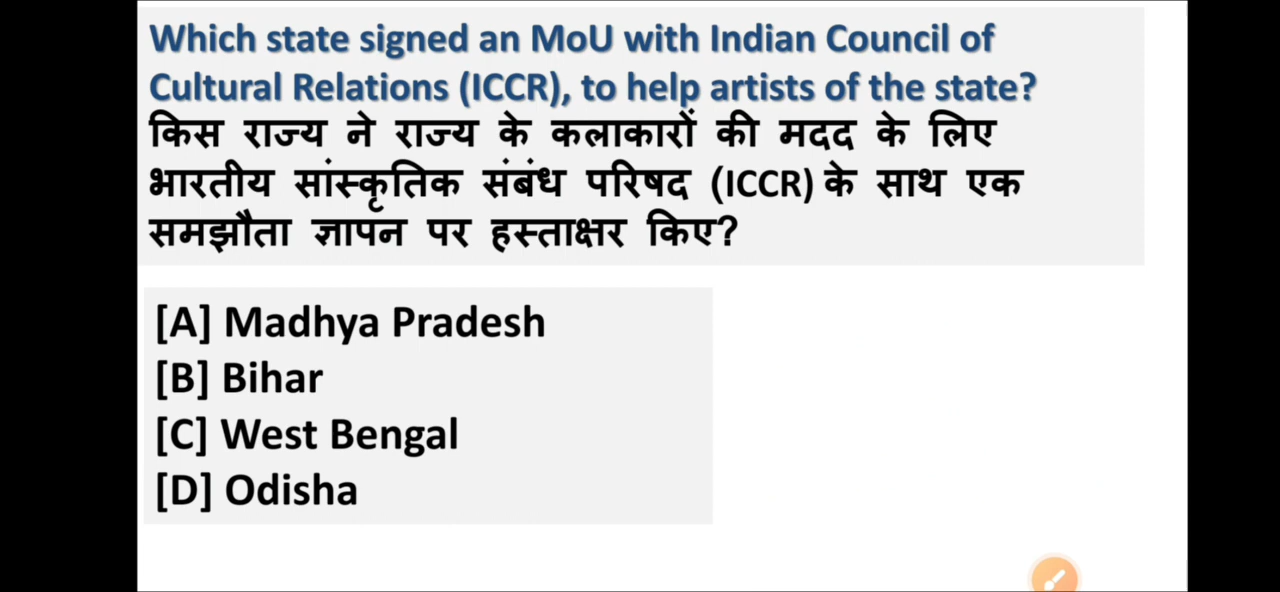 Which state signed an MoU with Indian Council of
Cultural Relations (ICCR), to help artists of the state?
किस राज्य ने राज्य के कलाकारों की मदद के लिए
भारतीय सांस्कृतिक संबंध परिषद (ICCR) के साथ एक
समझौता ज्ञापन पर हस्ताक्षर किए?
[A] Madhya Pradesh
[B] Bihar
[C] West Bengal
[D] Odisha